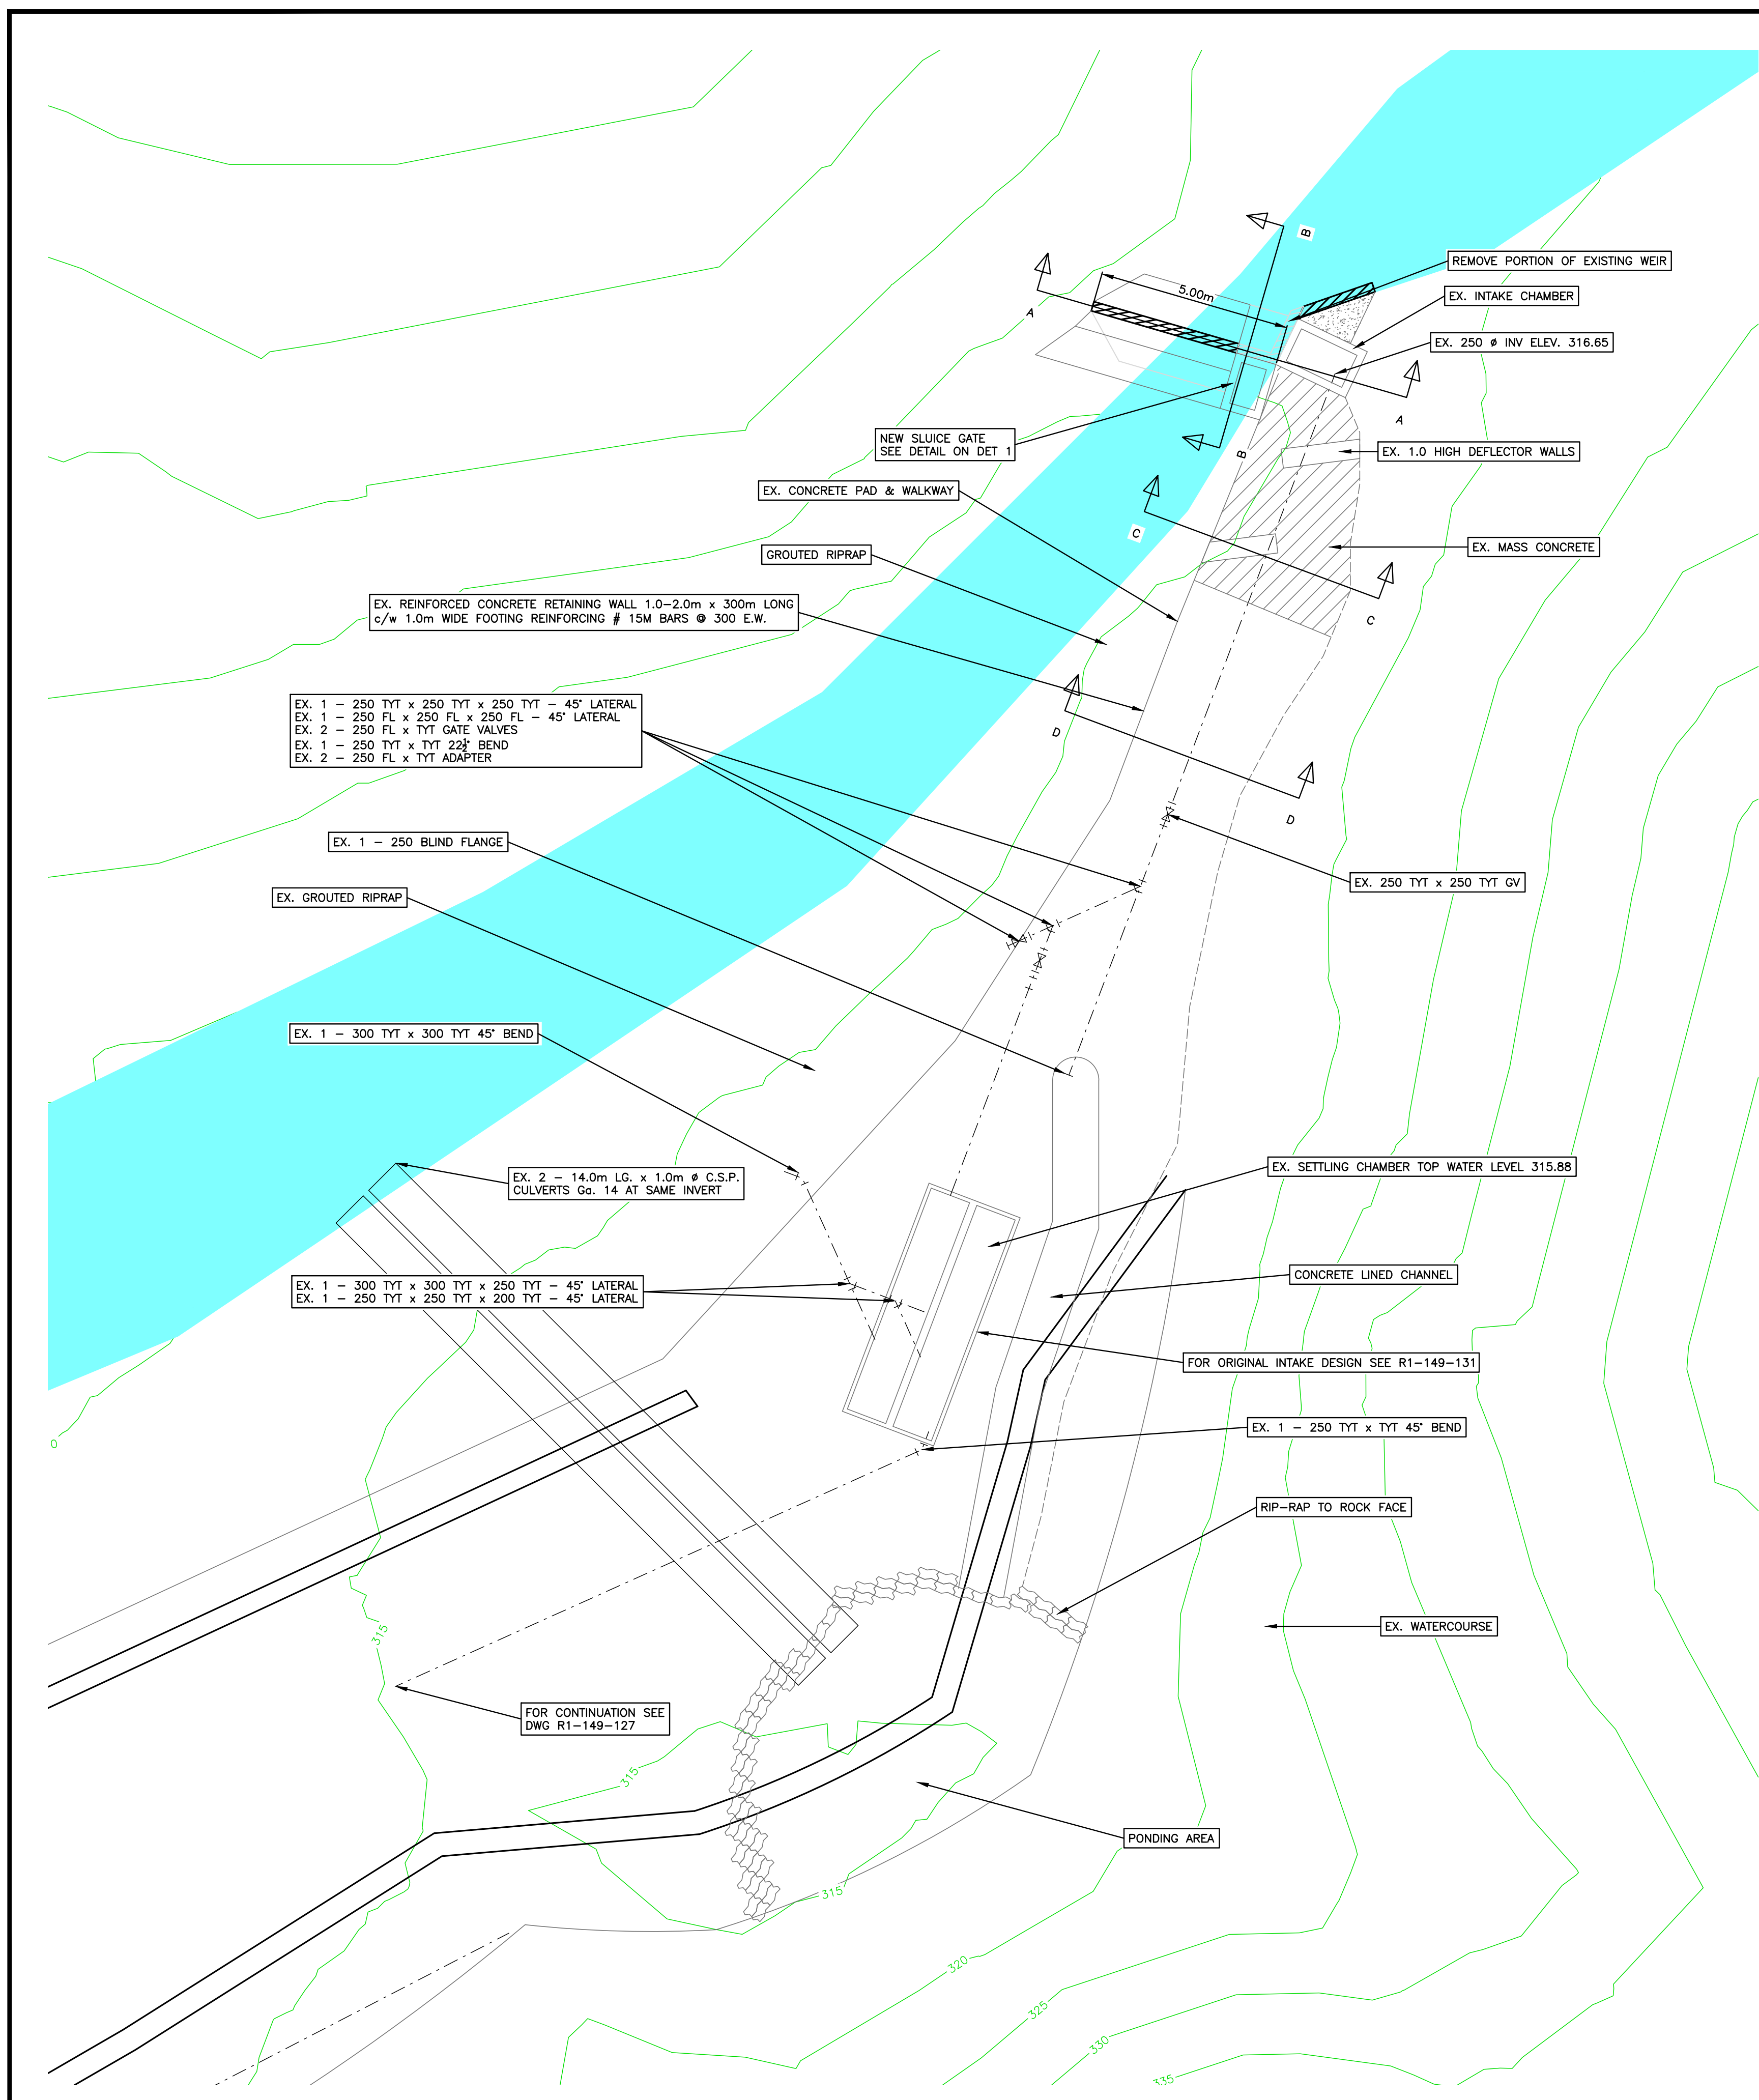 B
REMOVE PORTION OF EXISTING WEIR
5.00m
EX. INTAKE CHAMBER
A
EX. 250 ø INV ELEV. 316.65
A
NEW SLUICE GATE
SEE DETAIL ON DET 1
B
EX. 1.0 HIGH DEFLECTOR WALLS
EX. CONCRETE PAD & WALKWAY
C
GROUTED RIPRAP
EX. MASS CONCRETE
EX. REINFORCED CONCRETE RETAINING WALL 1.0-2.0m x 300m LONG
c/w 1.0m WIDE FOOTING REINFORCING # 15M BARS @ 300 E.W.
C
EX. 1 - 250 TYT x 250 TYT x 250 TYT - 45° LATERAL
EX. 1 - 250 FL x 250 FL x 250 FL - 45° LATERAL
EX. 2 - 250 FL x TYT GATE VALVES
EX. 1 - 250 TYT x TYT 22½° BEND
EX. 2 - 250 FL x TYT ADAPTER
D
D
EX. 1 - 250 BLIND FLANGE
EX. 250 TYT x 250 TYT GV
EX. GROUTED RIPRAP
EX. 1 - 300 TYT x 300 TYT 45° BEND
EX. SETTLING CHAMBER TOP WATER LEVEL 315.88
EX. 2 - 14.0m LG. x 1.0m ø C.S.P.
CULVERTS Ga. 14 AT SAME INVERT
CONCRETE LINED CHANNEL
EX. 1 - 300 TYT x 300 TYT x 250 TYT - 45° LATERAL
EX. 1 - 250 TYT x 250 TYT x 200 TYT - 45° LATERAL
FOR ORIGINAL INTAKE DESIGN SEE R1-149-131
EX. 1 - 250 TYT x TYT 45° BEND
0
RIP-RAP TO ROCK FACE
EX. WATERCOURSE
315
FOR CONTINUATION SEE
DWG R1-149-127
315
PONDING AREA
315
320
325
330
335